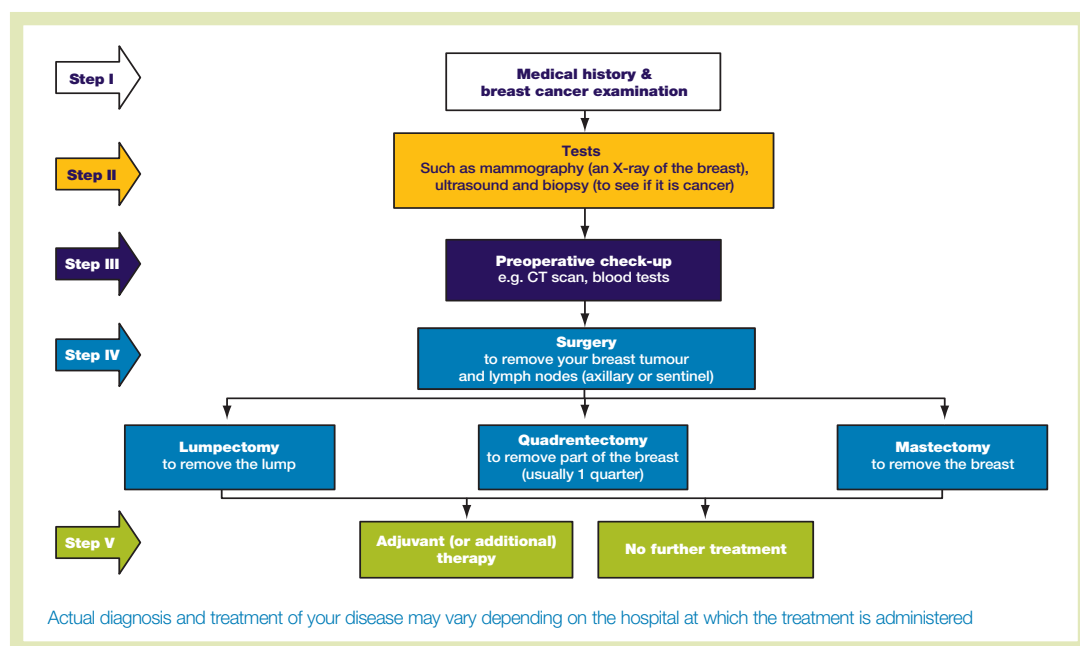 Step I
Medical history &
breast cancer examination
Step II
Tests
Such as mammography (an X-ray of the breast),
ultrasound and biopsy (to see if it is cancer)
Step III
Preoperative check-up
e.g. CT scan, blood tests
Step IV
Surgery
to remove your breast tumour
and lymph nodes (axillary or sentinel)
Lumpectomy
to remove the lump
Quadrentectomy
to remove part of the breast
(usually 1 quarter)
Mastectomy
to remove the breast
Step V
Adjuvant (or additional)
therapy
No further treatment
Actual diagnosis and treatment of your disease may vary depending on the hospital at which the treatment is administered